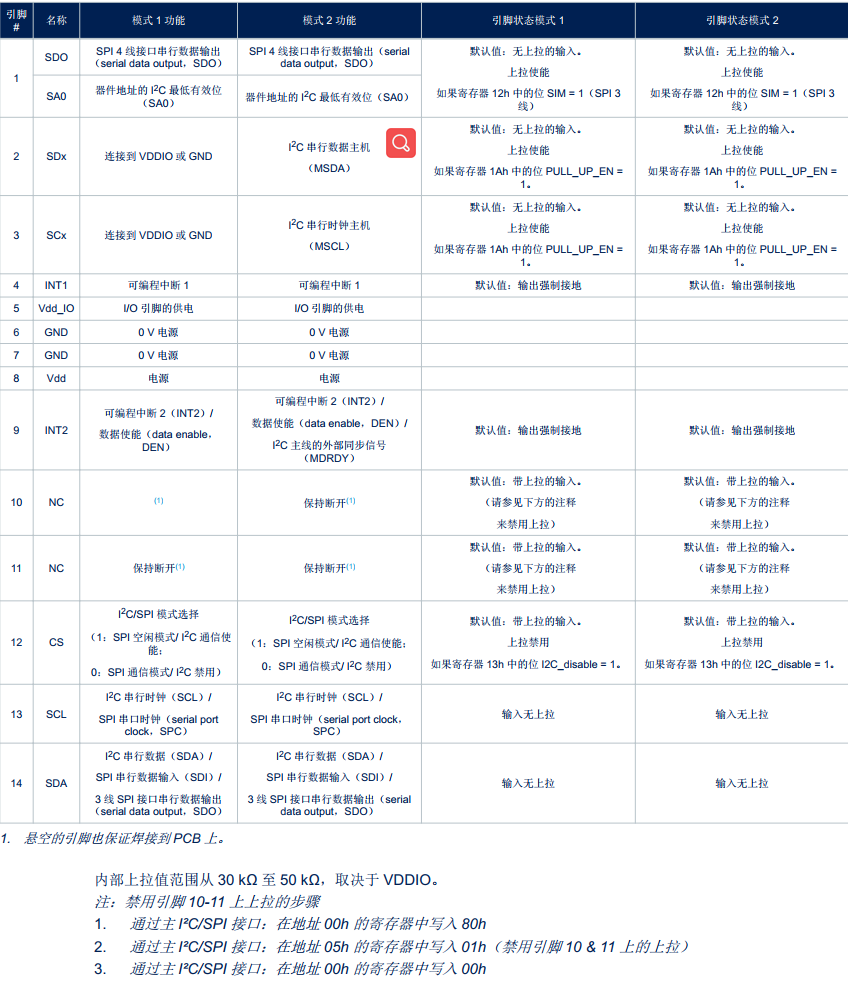 引脚 # 名称 模式 1 功能 模式 2 功能 引脚状态模式 1 引脚状态模式 2
1
SDO
SPI 4 线接口串行数据输出
（serial data output，SDO）
SPI 4 线接口串行数据输出（serial
data output，SDO）
SA0
器件地址的 I²C 最低有效位
（SA0）
器件地址的 I²C 最低有效位（SA0）
默认值：无上拉的输入。
上拉使能
如果寄存器 12h 中的位 SIM = 1（SPI 3
线）
默认值：无上拉的输入。
上拉使能
如果寄存器 12h 中的位 SIM = 1（SPI 3
线）
2
SDx
连接到 VDDIO 或 GND
I²C 串行数据主机
（MSDA）
默认值：无上拉的输入。
上拉使能
如果寄存器 1Ah 中的位 PULL_UP_EN =
1。
默认值：无上拉的输入。
上拉使能
如果寄存器 1Ah 中的位 PULL_UP_EN =
1。
3
SCx
连接到 VDDIO 或 GND
I²C 串行时钟主机
（MSCL）
默认值：无上拉的输入。
上拉使能
如果寄存器 1Ah 中的位 PULL_UP_EN =
1。
默认值：无上拉的输入。
上拉使能
如果寄存器 1Ah 中的位 PULL_UP_EN =
1。
4 INT1 可编程中断 1 可编程中断 1 默认值：输出强制接地 默认值：输出强制接地
5 Vdd_IO I/O 引脚的供电 I/O 引脚的供电
6 GND 0 V 电源 0 V 电源
7 GND 0 V 电源 0 V 电源
8 Vdd 电源 电源
9
INT2
可编程中断 2（INT2）/
数据使能（data enable，
DEN）
可编程中断 2（INT2）/
数据使能（data enable，DEN）/
I²C 主线的外部同步信号
（MDRDY）
默认值：输出强制接地
默认值：输出强制接地
10
NC
(1)
保持断开(1)
默认值：带上拉的输入。
（请参见下方的注释
来禁用上拉）
默认值：带上拉的输入。
（请参见下方的注释
来禁用上拉）
11
NC
保持断开(1)
保持断开(1)
默认值：带上拉的输入。
（请参见下方的注释
来禁用上拉）
默认值：带上拉的输入。
（请参见下方的注释
来禁用上拉）
12
CS
I²C/SPI 模式选择
（1：SPI 空闲模式/ I²C 通信使
能；
0：SPI 通信模式/ I²C 禁用）
I²C/SPI 模式选择
（1：SPI 空闲模式/ I²C 通信使能；
0：SPI 通信模式/ I²C 禁用）
默认值：带上拉的输入。
上拉禁用
如果寄存器 13h 中的位 I2C_disable = 1。
默认值：带上拉的输入。
上拉禁用
如果寄存器 13h 中的位 I2C_disable = 1。
13
SCL
I²C 串行时钟（SCL）/
SPI 串口时钟（serial port
clock，SPC）
I²C 串行时钟（SCL）/
SPI 串口时钟（serial port clock，
SPC）
输入无上拉
输入无上拉
14
SDA
I²C 串行数据（SDA）/
SPI 串行数据输入（SDI）/
3 线 SPI 接口串行数据输出
（serial data output，SDO）
I²C 串行数据（SDA）/
SPI 串行数据输入（SDI）/
3 线 SPI 接口串行数据输出（serial
data output，SDO）
输入无上拉
输入无上拉
1. 悬空的引脚也保证焊接到 PCB 上。
内部上拉值范围从 30 kΩ 至 50 kΩ，取决于 VDDIO。
注：禁用引脚 10-11 上上拉的步骤
1. 通过主 I²C/SPI 接口：在地址 00h 的寄存器中写入 80h
2. 通过主 I²C/SPI 接口：在地址 05h 的寄存器中写入 01h（禁用引脚 10 & 11 上的上拉）
3. 通过主 I²C/SPI 接口：在地址 00h 的寄存器中写入 00h